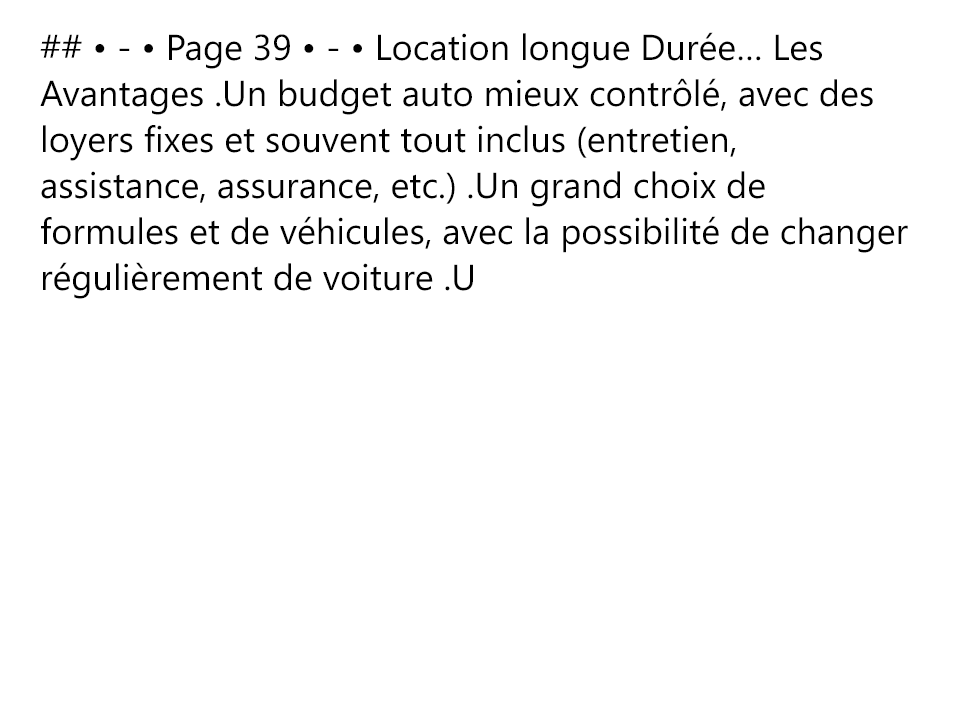 ## • - • Page 39 • - • Location longue Durée… Les
Avantages .Un budget auto mieux contrôlé, avec des
loyers fixes et souvent tout inclus (entretien,
assistance, assurance, etc.) .Un grand choix de
formules et de véhicules, avec la possibilité de changer
régulièrement de voiture .U